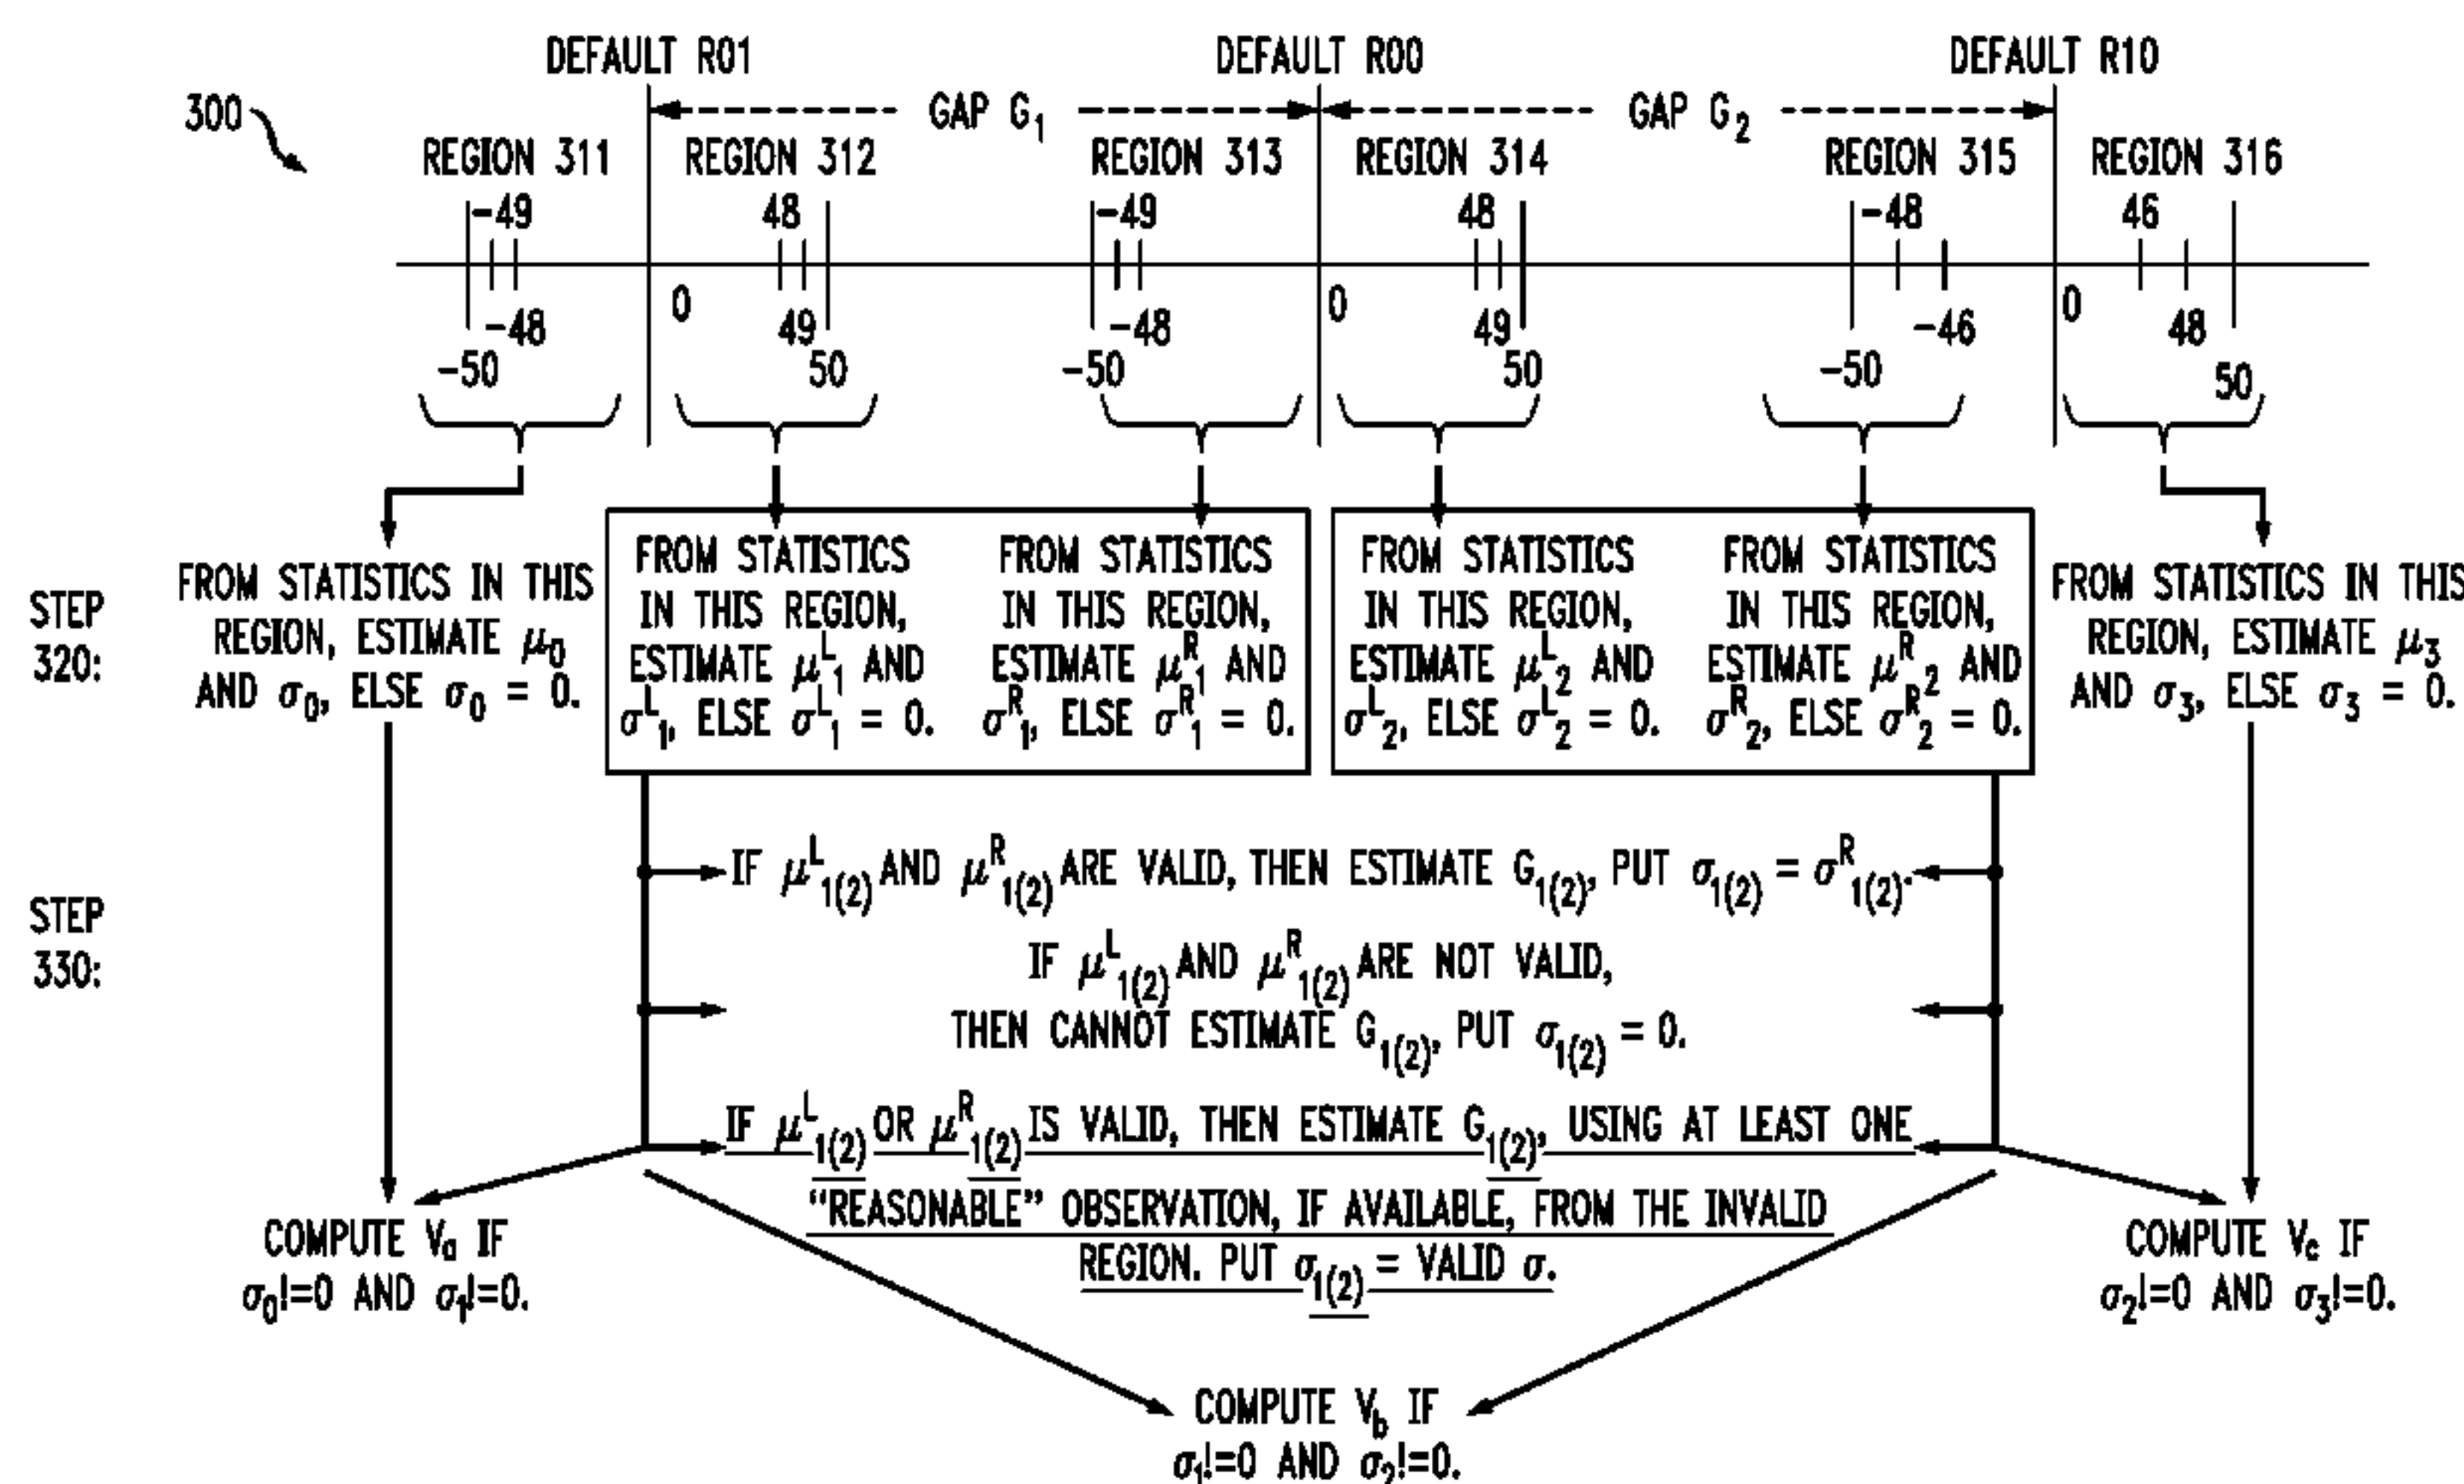 DEFAULT R01 DEFAULT R00 DEFAULT R10
300 GAP G1 GAP G2
REGION 311 REGION 312 REGION 313 REGION 314 REGION 315 REGION 316
-49 48 -49 48 -48 46
0 0 0
-48 49 -48 49 -46 48
-50 50 -50 50 -50 50
STEP
320:
FROM STATISTICS IN THIS
REGION, ESTIMATE μ0
AND σ0, ELSE σ0 = 0.
FROM STATISTICS
IN THIS REGION,
ESTIMATE μL1 AND
σL1, ELSE σL1 = 0.
FROM STATISTICS
IN THIS REGION,
ESTIMATE μR1 AND
σR1, ELSE σR1 = 0.
FROM STATISTICS
IN THIS REGION,
ESTIMATE μL2 AND
σL2, ELSE σL2 = 0.
FROM STATISTICS
IN THIS REGION,
ESTIMATE μR2 AND
σR2, ELSE σR2 = 0.
FROM STATISTICS IN THIS
REGION, ESTIMATE μ3
AND σ3, ELSE σ3 = 0.
STEP
330:
IF μL1(2) AND μR1(2) ARE VALID, THEN ESTIMATE G1(2), PUT σ1(2) = σR1(2).
IF μL1(2) AND μR1(2) ARE NOT VALID,
THEN CANNOT ESTIMATE G1(2), PUT σ1(2) = 0.
IF μL1(2) OR μR1(2) IS VALID, THEN ESTIMATE G1(2), USING AT LEAST ONE
“REASONABLE” OBSERVATION, IF AVAILABLE, FROM THE INVALID
REGION. PUT σ1(2) = VALID σ.
COMPUTE Va IF
σ0!=0 AND σ1!=0.
COMPUTE Vc IF
σ2!=0 AND σ3!=0.
COMPUTE Vb IF
σ1!=0 AND σ2!=0.